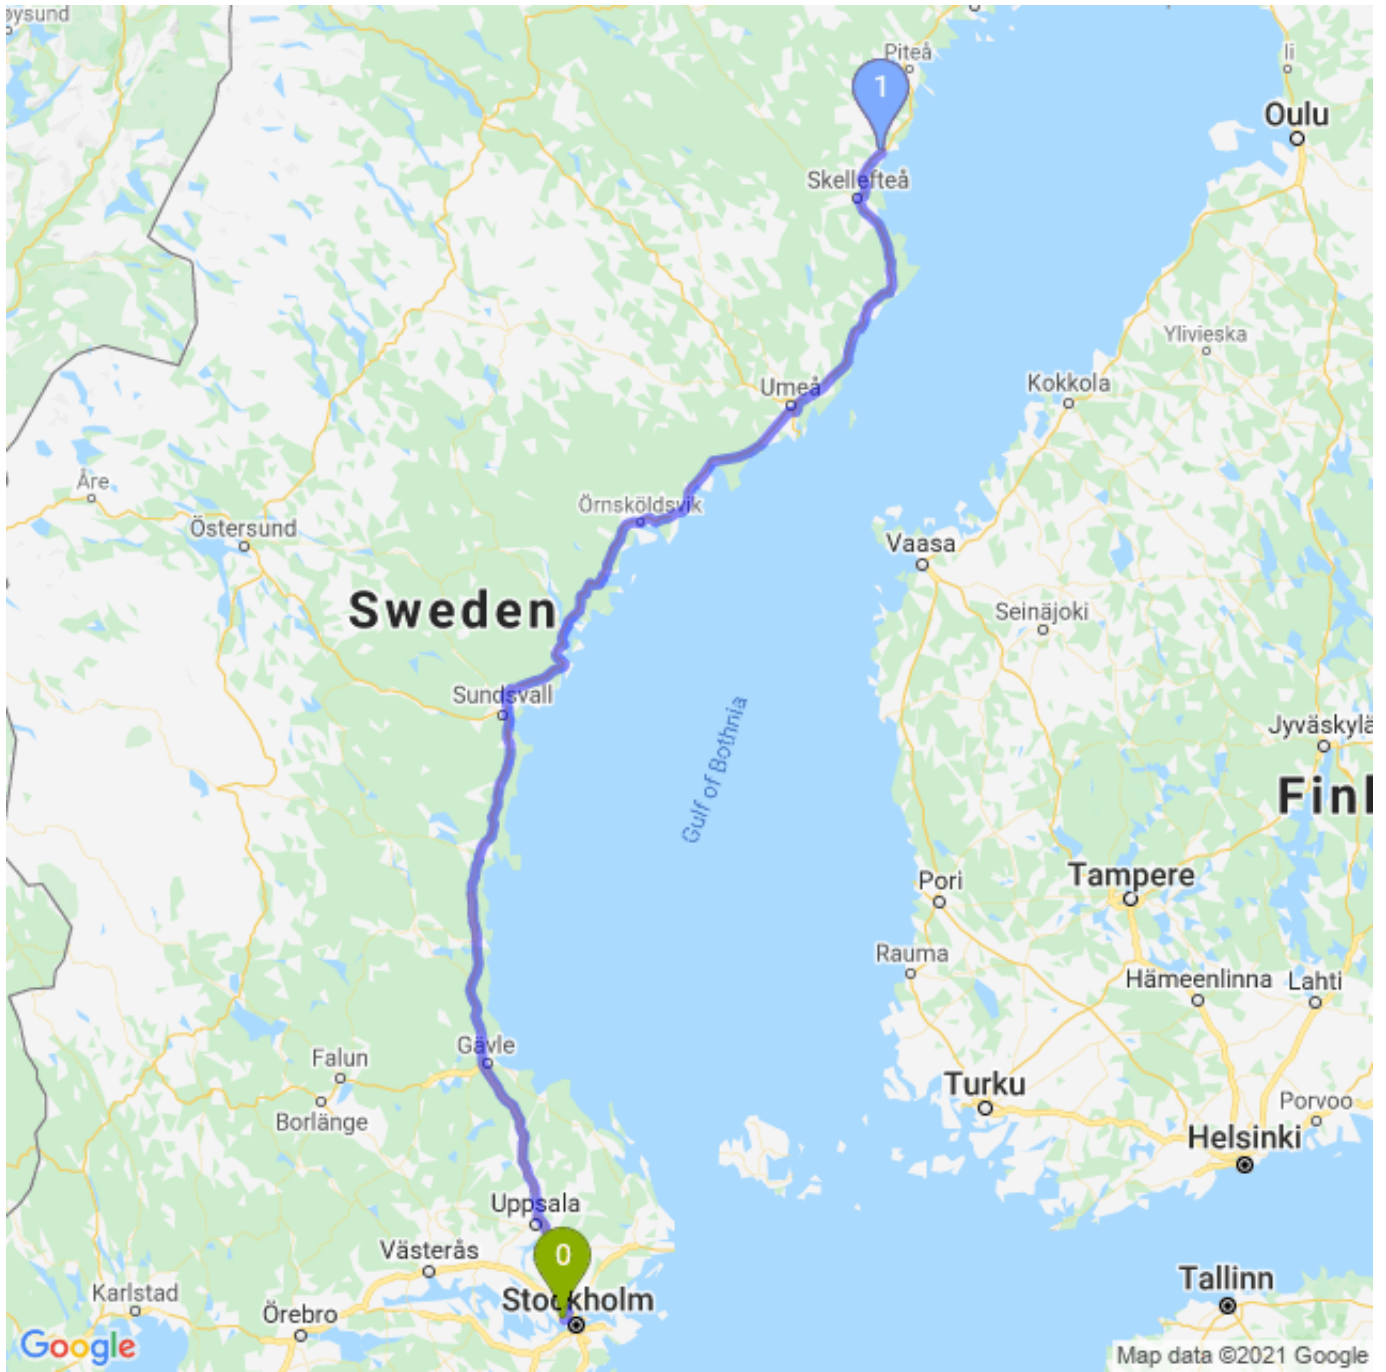 øysund
Piteå
Ii
1
Oulu
Skellefteå
Ylivieska
Umeå
Kokkola
Åre
Örnsköldsvik
Östersund
Vaasa
Sweden
Seinäjoki
Sundsvall
Gulf of Bothnia
Jyväskylä
Finl
Tampere
Pori
Rauma
Hämeenlinna
Lahti
Gävle
Falun
Turku
Borlänge
Porvoo
Helsinki
Uppsala
Västerås
0
Tallinn
Karlstad
Stockholm
Örebro
Google
Map data ©2021 Google